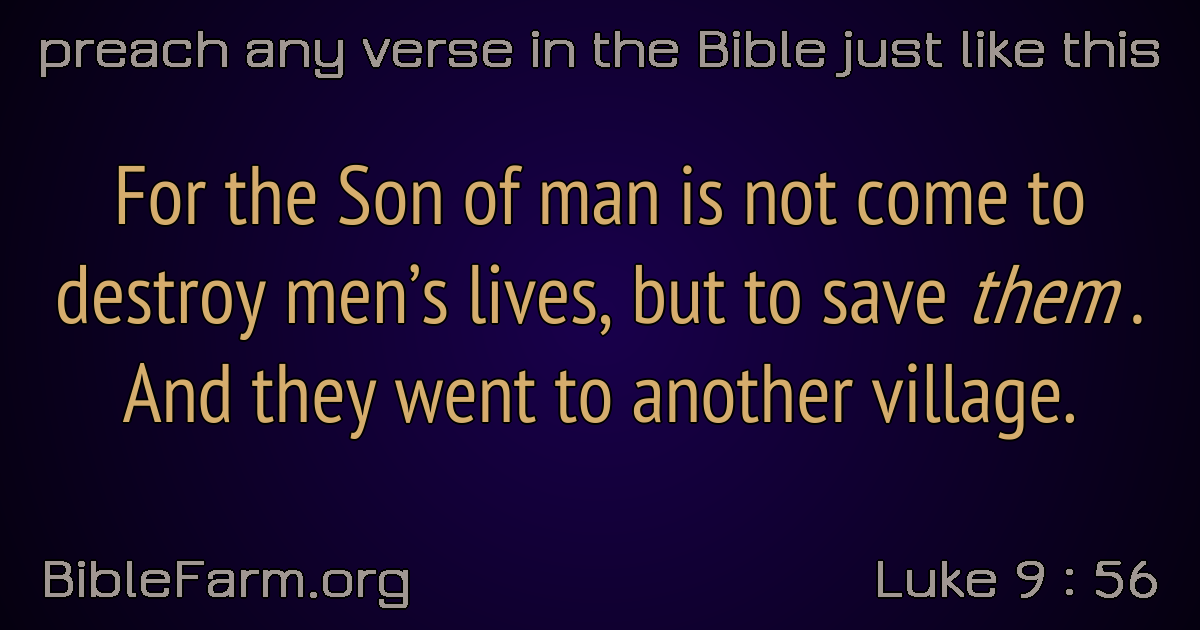 preach any verse in the Bible just like this
For the Son of man is not come to
destroy men’s lives, but to save them .
And they went to another village.
BibleFarm.org
Luke 9 : 56